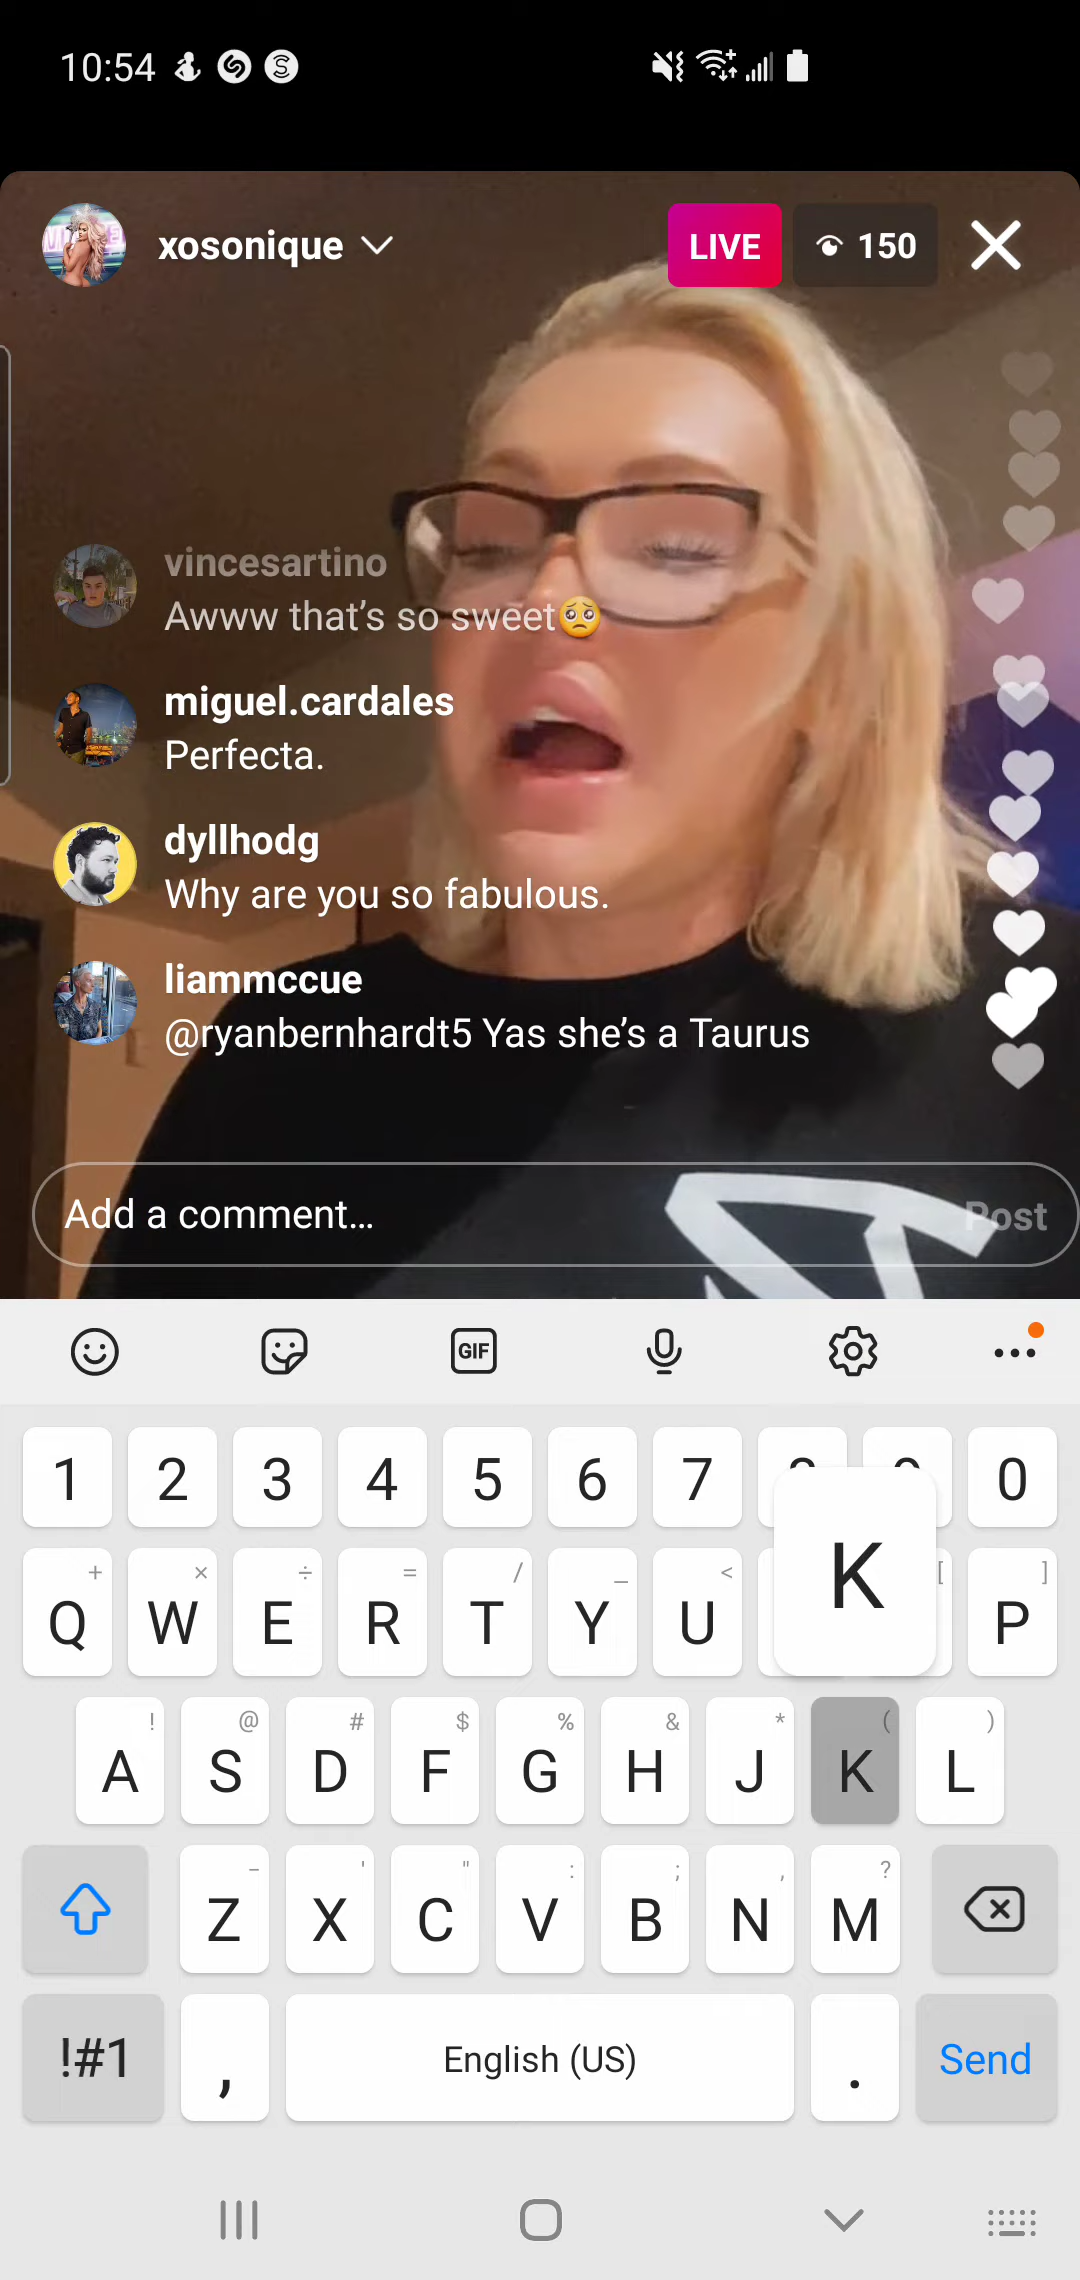 10:54
xosonique
LIVE
150
vincesartino
Awww that’s so sweet🥺
miguel.cardales
Perfecta.
dyllhodg
Why are you so fabulous.
liammccue
@ryanbernhardt5 Yas she’s a Taurus
Add a comment...
Post
GIF
1 2 3 4 5 6 7 0
K
+ × ÷ = / _ < [ ]
Q W E R T Y U P
! @ # $ % & * ( )
A S D F G H J K L
- ' " : ; , ?
Z X C V B N M
!#1 , English (US) . Send